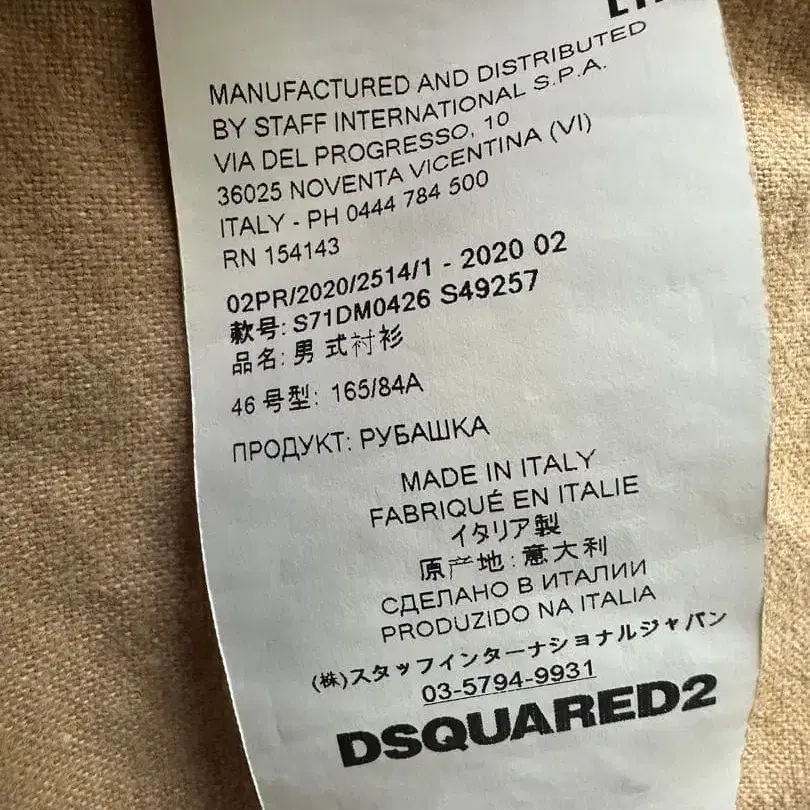 MANUFACTURED AND DISTRIBUTED
BY STAFF INTERNATIONAL S.P.A.
VIA DEL PROGRESSO, 10
36025 NOVENTA VICENTINA (VI)
ITALY - PH 0444 784 500
RN 154143
02PR/2020/2514/1 - 2020 02
款号: S71DM0426 S49257
品名: 男式衬衫
46 号型: 165/84A
ПРОДУКТ: РУБАШКА
MADE IN ITALY
FABRIQUÉ EN ITALIE
イタリア製
原产地: 意大利
СДЕЛАНО В ИТАЛИИ
PRODUZIDO NA ITALIA
(株)スタッフインターナショナルジャパン
03-5794-9931
DSQUARED2